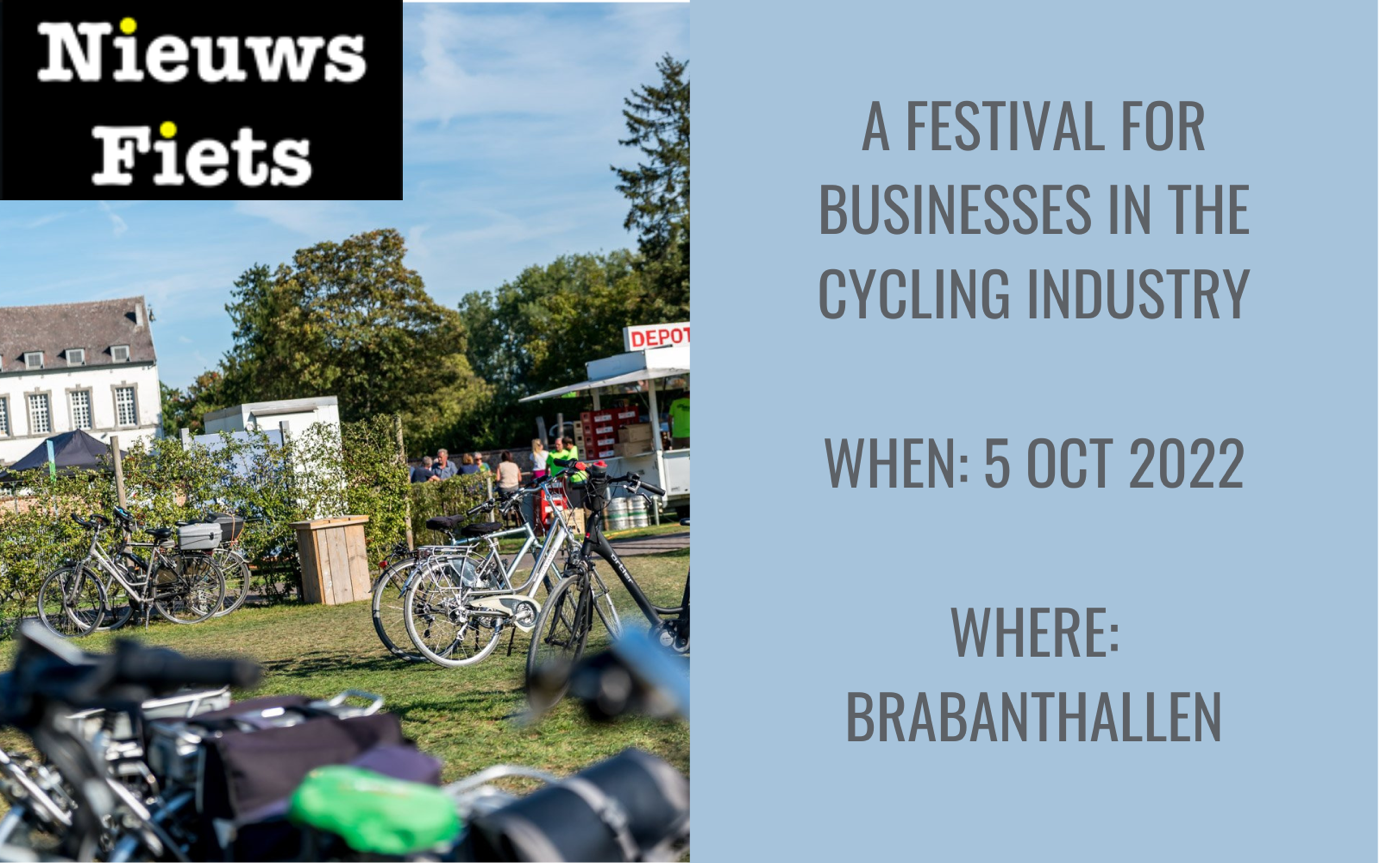 Nieuws
Fiets
A FESTIVAL FOR
BUSINESSES IN THE
CYCLING INDUSTRY
WHEN: 5 OCT 2022
WHERE:
BRABANTHALLEN
DEPOT